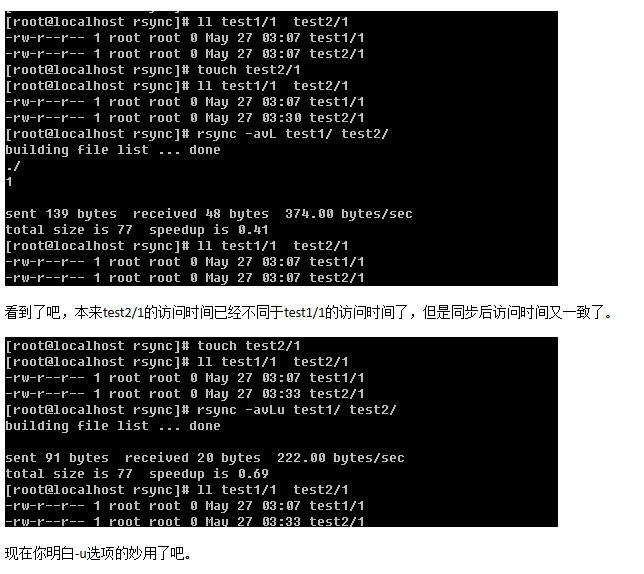 [root@localhost rsync]# ll test1/1  test2/1
-rw-r--r-- 1 root root 0 May 27 03:07 test1/1
-rw-r--r-- 1 root root 0 May 27 03:07 test2/1
[root@localhost rsync]# touch test2/1
[root@localhost rsync]# ll test1/1  test2/1
-rw-r--r-- 1 root root 0 May 27 03:07 test1/1
-rw-r--r-- 1 root root 0 May 27 03:30 test2/1
[root@localhost rsync]# rsync -avL test1/ test2/
building file list ... done
./
1
sent 139 bytes  received 48 bytes  374.00 bytes/sec
total size is 77  speedup is 0.41
[root@localhost rsync]# ll test1/1  test2/1
-rw-r--r-- 1 root root 0 May 27 03:07 test1/1
-rw-r--r-- 1 root root 0 May 27 03:07 test2/1
看到了吧，本来test2/1的访问时间已经不同于test1/1的访问时间了，但是同步后访问时间又一致了。
[root@localhost rsync]# touch test2/1
[root@localhost rsync]# ll test1/1  test2/1
-rw-r--r-- 1 root root 0 May 27 03:07 test1/1
-rw-r--r-- 1 root root 0 May 27 03:33 test2/1
[root@localhost rsync]# rsync -avLu test1/ test2/
building file list ... done
sent 91 bytes  received 20 bytes  222.00 bytes/sec
total size is 77  speedup is 0.69
[root@localhost rsync]# ll test1/1  test2/1
-rw-r--r-- 1 root root 0 May 27 03:07 test1/1
-rw-r--r-- 1 root root 0 May 27 03:33 test2/1
现在你明白-u选项的妙用了吧。